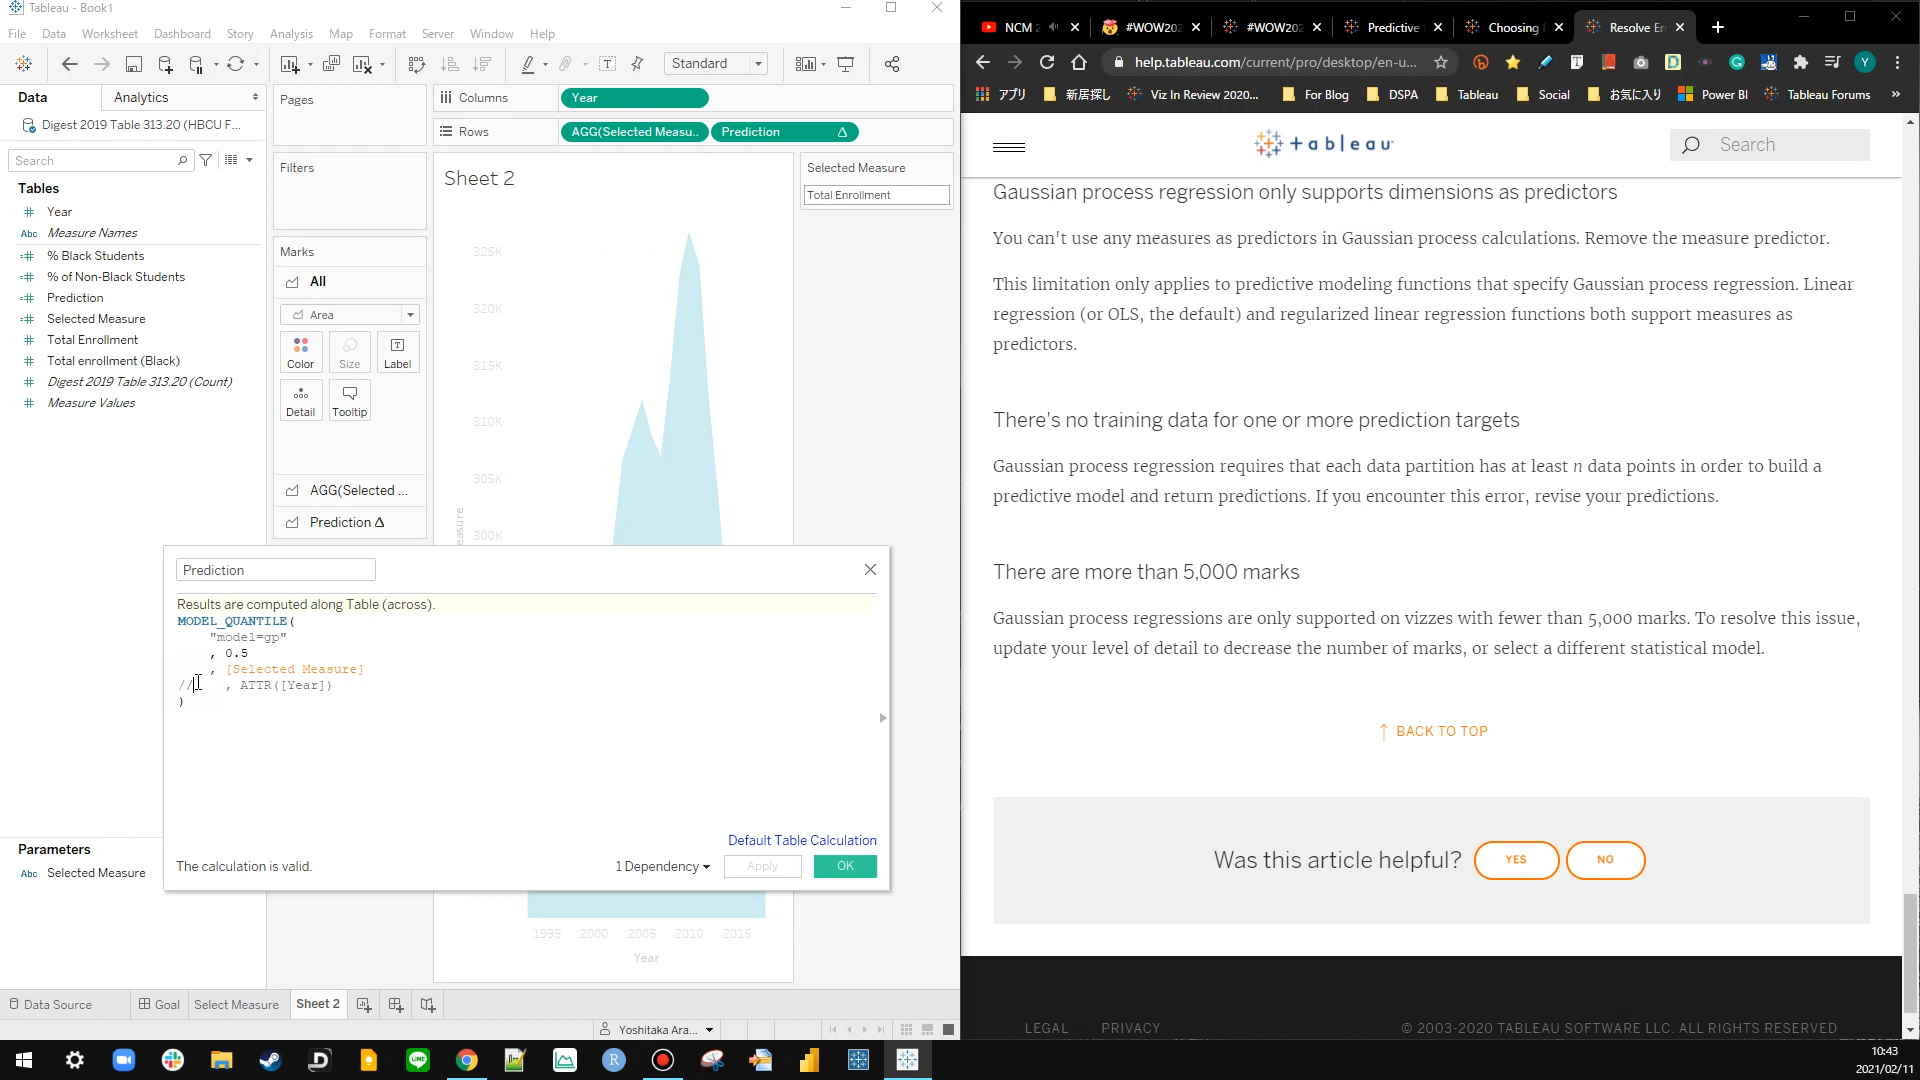 Tableau - Book1
File Data Worksheet Dashboard Story Analysis Map Format Server Window Help
Standard
Data
Analytics
Digest 2019 Table 313.20 (HBCU F...
Search
Tables
Year
Abc Measure Names
% Black Students
% of Non-Black Students
Prediction
Selected Measure
Total Enrollment
Total enrollment (Black)
Digest 2019 Table 313.20 (Count)
Measure Values
Parameters
Abc Selected Measure
Pages
Filters
Marks
All
Area
Color Size Label
Detail Tooltip
AGG(Selected ...
Prediction Δ
Columns Year
Rows AGG(Selected Measu.. Prediction Δ
Sheet 2
325K
320K
315K
310K
305K
300K
easure
1995 2000 2005 2010 2015
Year
Selected Measure
Total Enrollment
Prediction
Results are computed along Table (across).
MODEL_QUANTILE(
"model=gp"
, 0.5
, [Selected Measure]
// , ATTR([Year])
)
Default Table Calculation
The calculation is valid. 1 Dependency Apply OK
Data Source Goal Select Measure Sheet 2
Yoshitaka Ara...
NCM #WOW202 #WOW202 Predictive Choosing Resolve Er
help.tableau.com/current/pro/desktop/en-u...
Y
アプリ 新居探し Viz In Review 2020... For Blog DSPA Tableau Social お気に入り Power BI Tableau Forums »
+ableau
Search
Gaussian process regression only supports dimensions as predictors
You can't use any measures as predictors in Gaussian process calculations. Remove the measure predictor.
This limitation only applies to predictive modeling functions that specify Gaussian process regression. Linear
regression (or OLS, the default) and regularized linear regression functions both support measures as
predictors.
There's no training data for one or more prediction targets
Gaussian process regression requires that each data partition has at least n data points in order to build a
predictive model and return predictions. If you encounter this error, revise your predictions.
There are more than 5,000 marks
Gaussian process regressions are only supported on vizzes with fewer than 5,000 marks. To resolve this issue,
update your level of detail to decrease the number of marks, or select a different statistical model.
↑ BACK TO TOP
Was this article helpful? YES NO
LEGAL PRIVACY © 2003-2020 TABLEAU SOFTWARE LLC. ALL RIGHTS RESERVED
10:43
2021/02/11